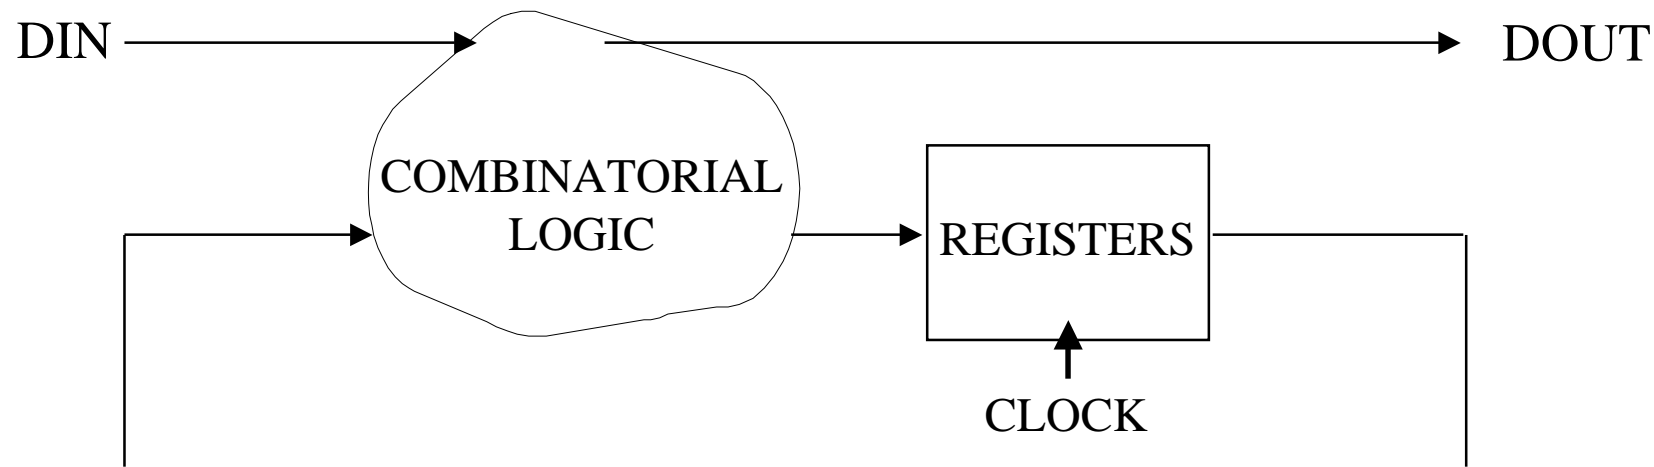 DIN
DOUT
COMBINATORIAL
LOGIC
REGISTERS
CLOCK